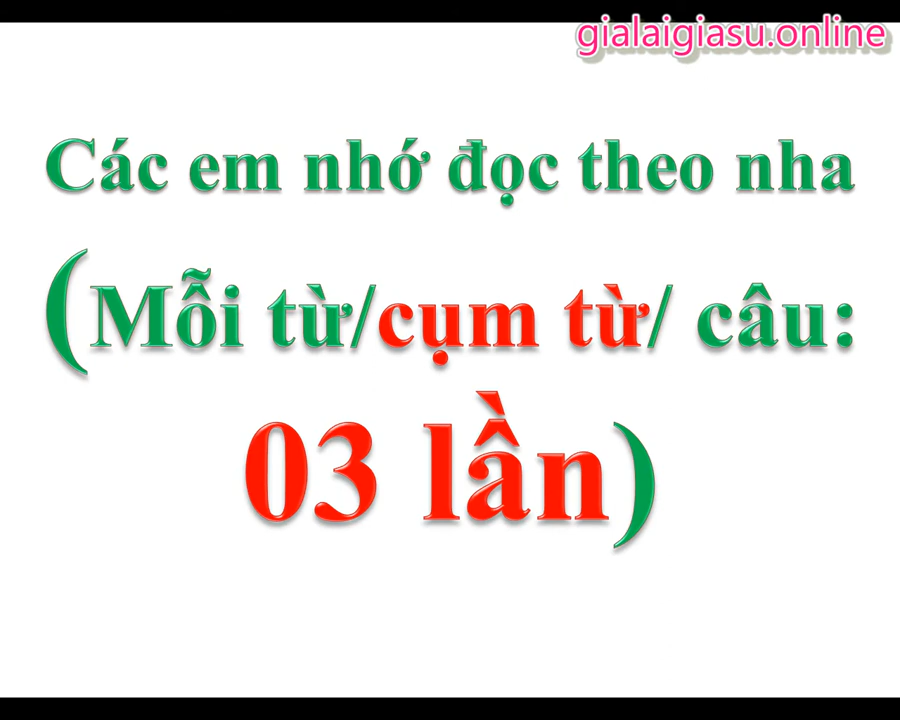 gialaigiasu.online
Các em nhớ đọc theo nha
(Mỗi từ/cụm từ/ câu:
03 lần)